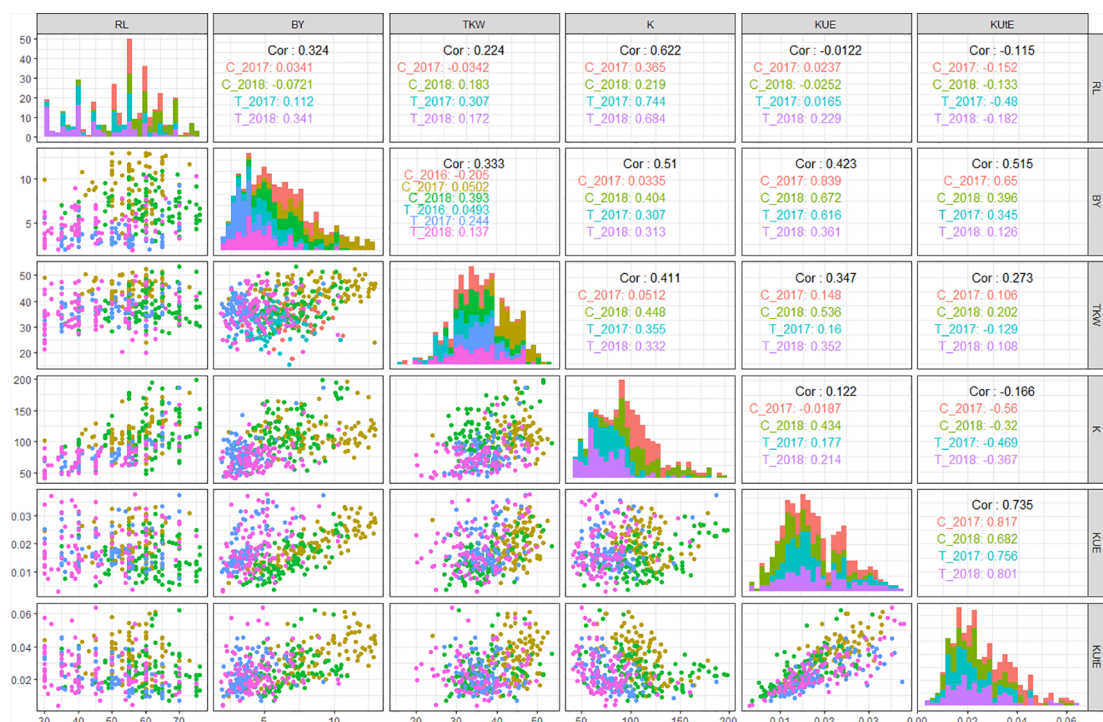 RL BY TKW K KUE KUtE
50
40
30
20
10
0
Cor : 0.324
C_2017: 0.0341
C_2018: -0.0721
T_2017: 0.112
T_2018: 0.341
Cor : 0.224
C_2017: -0.0342
C_2018: 0.183
T_2017: 0.307
T_2018: 0.172
Cor : 0.622
C_2017: 0.365
C_2018: 0.219
T_2017: 0.744
T_2018: 0.684
Cor : -0.0122
C_2017: 0.0237
C_2018: -0.0252
T_2017: 0.0165
T_2018: 0.229
Cor : -0.115
C_2017: -0.152
C_2018: -0.133
T_2017: -0.48
T_2018: -0.182
RL
10
5
Cor : 0.333
C_2016: -0.205
C_2017: 0.0502
C_2018: 0.393
T_2016: 0.0493
T_2017: 0.244
T_2018: 0.137
Cor : 0.51
C_2017: 0.0335
C_2018: 0.404
T_2017: 0.307
T_2018: 0.313
Cor : 0.423
C_2017: 0.839
C_2018: 0.672
T_2017: 0.616
T_2018: 0.361
Cor : 0.515
C_2017: 0.65
C_2018: 0.396
T_2017: 0.345
T_2018: 0.126
BY
50
40
30
20
Cor : 0.411
C_2017: 0.0512
C_2018: 0.448
T_2017: 0.355
T_2018: 0.332
Cor : 0.347
C_2017: 0.148
C_2018: 0.536
T_2017: 0.16
T_2018: 0.352
Cor : 0.273
C_2017: 0.106
C_2018: 0.202
T_2017: -0.129
T_2018: 0.108
TKW
200
150
100
50
Cor : 0.122
C_2017: -0.0187
C_2018: 0.434
T_2017: 0.177
T_2018: 0.214
Cor : -0.166
C_2017: -0.56
C_2018: -0.32
T_2017: -0.469
T_2018: -0.367
K
0.03
0.02
0.01
Cor : 0.735
C_2017: 0.817
C_2018: 0.682
T_2017: 0.756
T_2018: 0.801
KUE
0.06
0.04
0.02
KUtE
30 40 50 60 70 5 10 20 30 40 50 50 100 150 200 0.01 0.02 0.03 0.00 0.02 0.04 0.06